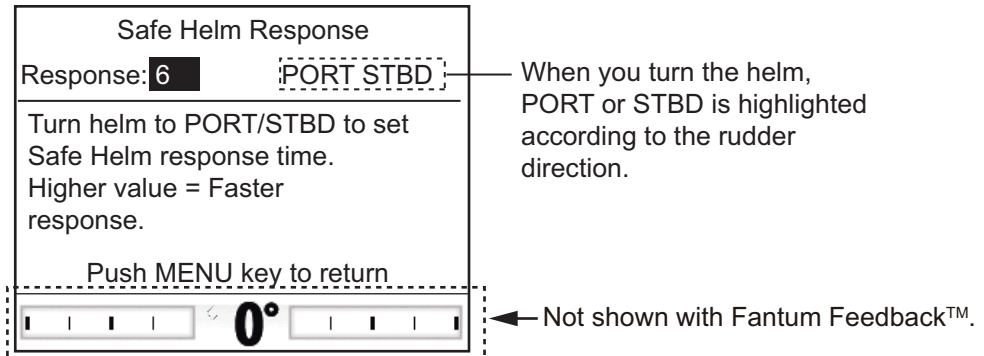 Safe Helm Response
Response: 6 PORT STBD
Turn helm to PORT/STBD to set
Safe Helm response time.
Higher value = Faster
response.
Push MENU key to return
0°
When you turn the helm,
PORT or STBD is highlighted
according to the rudder
direction.
Not shown with Fantum Feedback™.